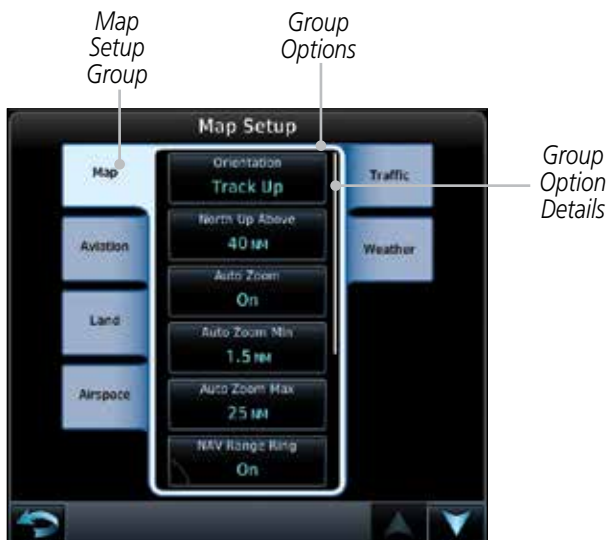 Map
Setup
Group
Group
Options
Map Setup
Group
Option
Details
Map
Aviation
Land
Airspace
Orientation
Track Up
North Up Above
40 NM
Auto Zoom
On
Auto Zoom Min
1.5 NM
Auto Zoom Max
25 NM
NAV Range Ring
On
Traffic
Weather